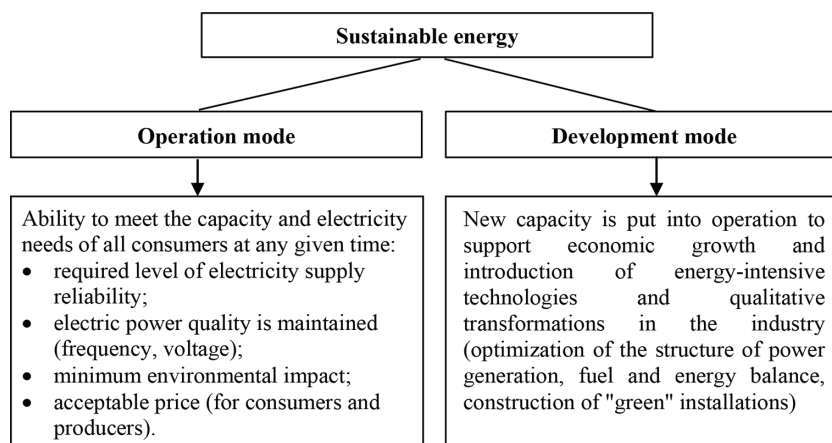 Sustainable energy
Operation mode
Development mode
Ability to meet the capacity and electricity
needs of all consumers at any given time:
• required level of electricity supply
reliability;
• electric power quality is maintained
(frequency, voltage);
• minimum environmental impact;
• acceptable price (for consumers and
producers).
New capacity is put into operation to
support economic growth and
introduction of energy-intensive
technologies and qualitative
transformations in the industry
(optimization of the structure of power
generation, fuel and energy balance,
construction of "green" installations)